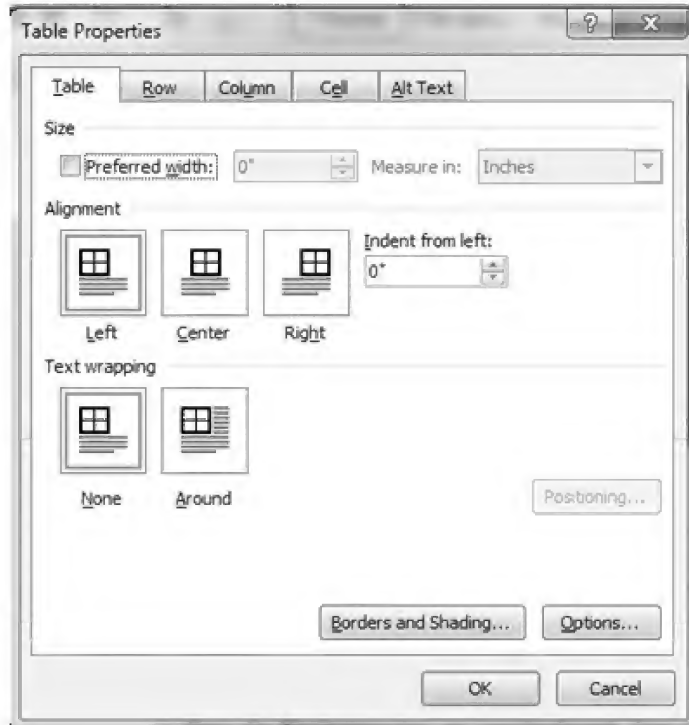 Table Properties
Table Row Column Cell Alt Text
Size
Preferred width: 0" Measure in: Inches
Alignment
Indent from left:
0"
Left Center Right
Text wrapping
None Around Positioning...
Borders and Shading... Options...
OK Cancel